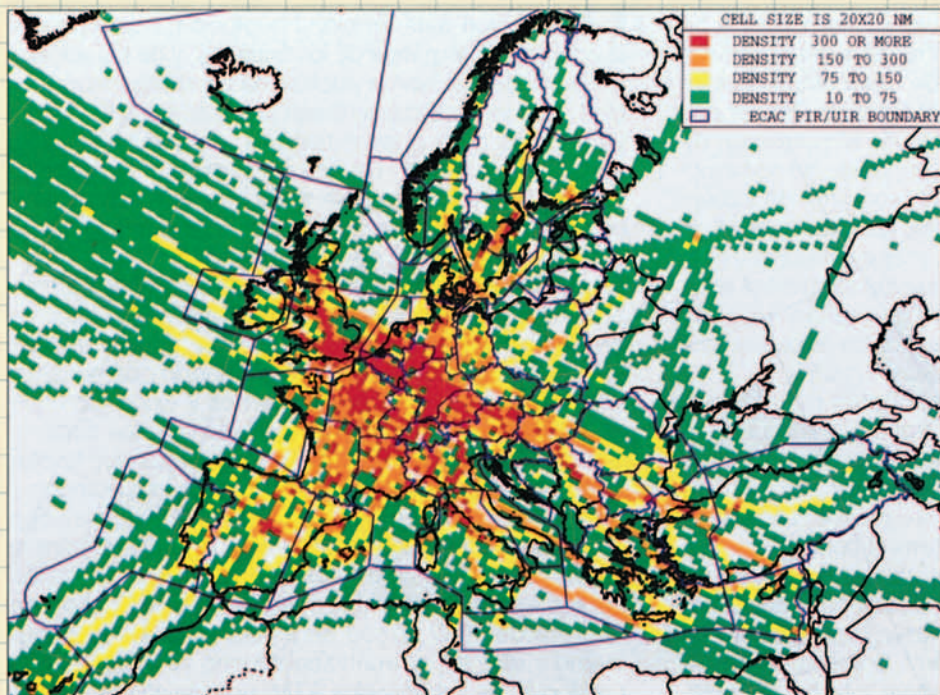 CELL SIZE IS 20X20 NM
DENSITY 300 OR MORE
DENSITY 150 TO 300
DENSITY 75 TO 150
DENSITY 10 TO 75
ECAC FIR/UIR BOUNDARY